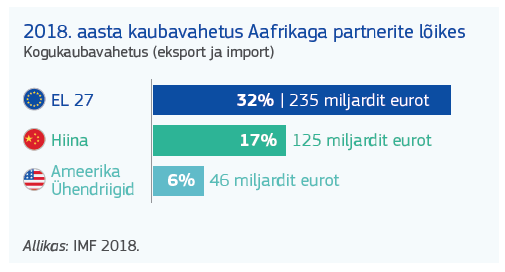 2018. aasta kaubavahetus Aafrikaga partnerite lõikes
Kogukaubavahetus (eksport ja import)
EL 27
32% | 235 miljardit eurot
Hiina
17% 125 miljardit eurot
Ameerika
Ühendriigid
6% 46 miljardit eurot
Allikas: IMF 2018.